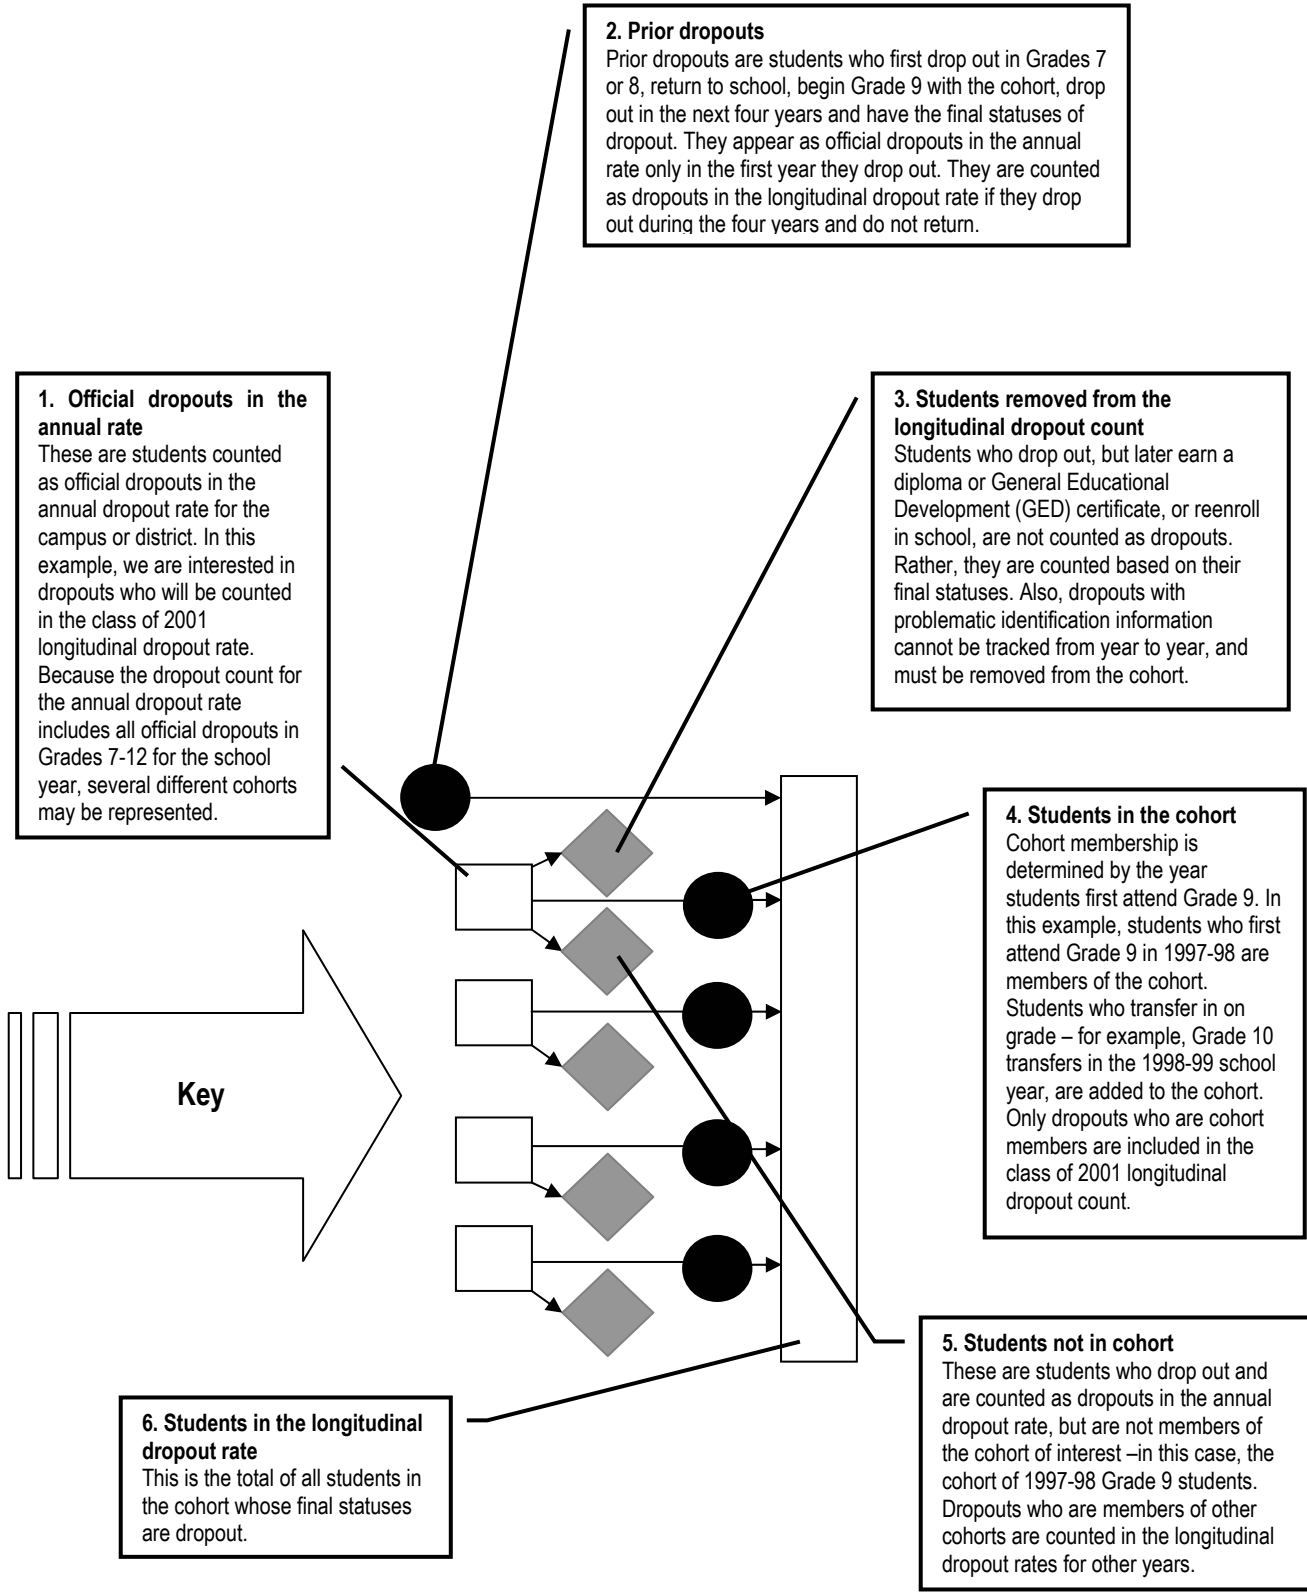 2. Prior dropouts
Prior dropouts are students who first drop out in Grades 7
or 8, return to school, begin Grade 9 with the cohort, drop
out in the next four years and have the final statuses of
dropout. They appear as official dropouts in the annual
rate only in the first year they drop out. They are counted
as dropouts in the longitudinal dropout rate if they drop
out during the four years and do not return.
1. Official dropouts in the
annual rate
These are students counted
as official dropouts in the
annual dropout rate for the
campus or district. In this
example, we are interested in
dropouts who will be counted
in the class of 2001
longitudinal dropout rate.
Because the dropout count for
the annual dropout rate
includes all official dropouts in
Grades 7-12 for the school
year, several different cohorts
may be represented.
3. Students removed from the
longitudinal dropout count
Students who drop out, but later earn a
diploma or General Educational
Development (GED) certificate, or reenroll
in school, are not counted as dropouts.
Rather, they are counted based on their
final statuses. Also, dropouts with
problematic identification information
cannot be tracked from year to year, and
must be removed from the cohort.
4. Students in the cohort
Cohort membership is
determined by the year
students first attend Grade 9. In
this example, students who first
attend Grade 9 in 1997-98 are
members of the cohort.
Students who transfer in on
grade – for example, Grade 10
transfers in the 1998-99 school
year, are added to the cohort.
Only dropouts who are cohort
members are included in the
class of 2001 longitudinal
dropout count.
Key
5. Students not in cohort
These are students who drop out and
are counted as dropouts in the annual
dropout rate, but are not members of
the cohort of interest –in this case, the
cohort of 1997-98 Grade 9 students.
Dropouts who are members of other
cohorts are counted in the longitudinal
dropout rates for other years.
6. Students in the longitudinal
dropout rate
This is the total of all students in
the cohort whose final statuses
are dropout.